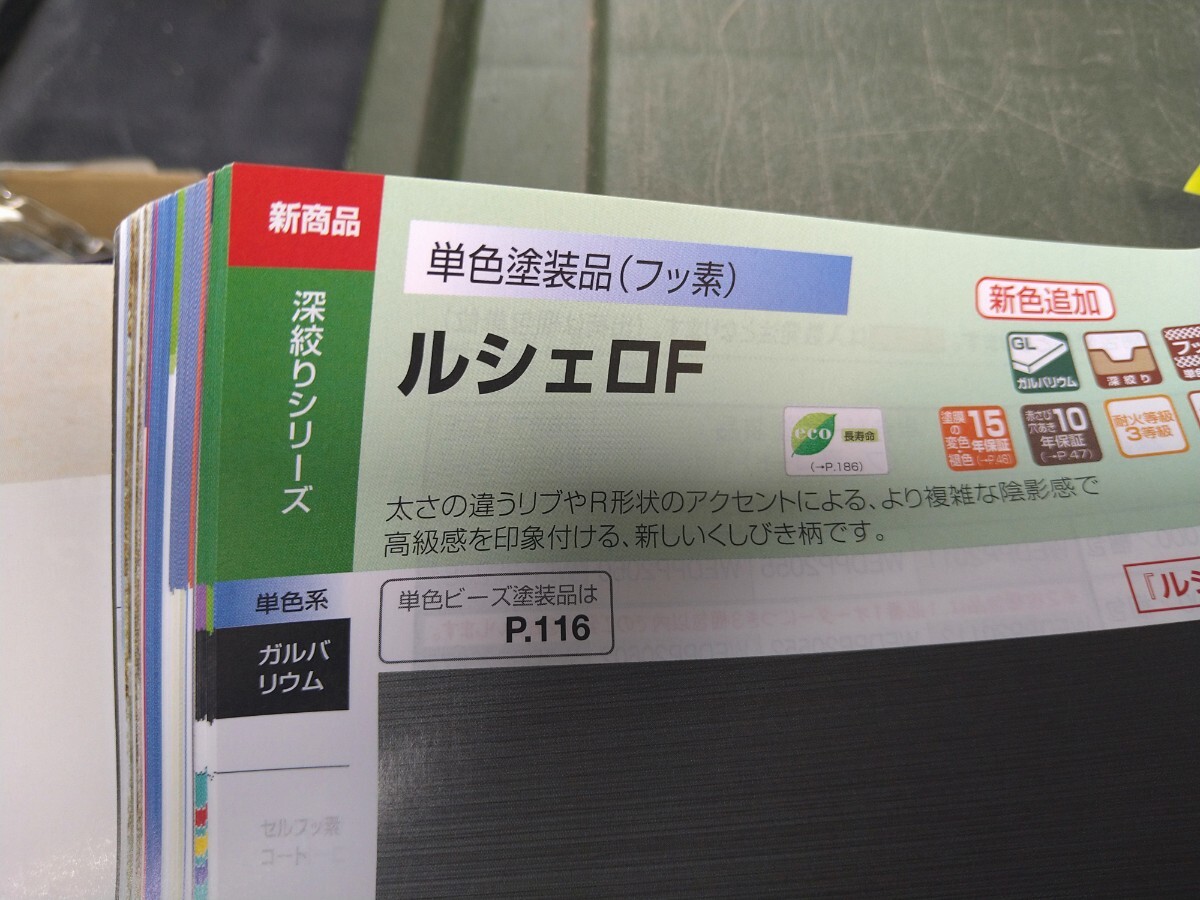 新商品
深絞りシリーズ
単色系
ガルバ
リウム
単色塗装品(フッ素)
ルシェロF
新色追加
GL
ガルバリウム
深絞り
eco
長寿命
(→P.186)
塗膜の変色・褪色
15年保証
(→P.46)
赤さび穴あき
10年保証
(→P.47)
耐火等級
3等級
太さの違うリブやR形状のアクセントによる、より複雑な陰影感で
高級感を印象付ける、新しいくしびき柄です。
単色ビーズ塗装品は
P.116
セルフッ素
コート